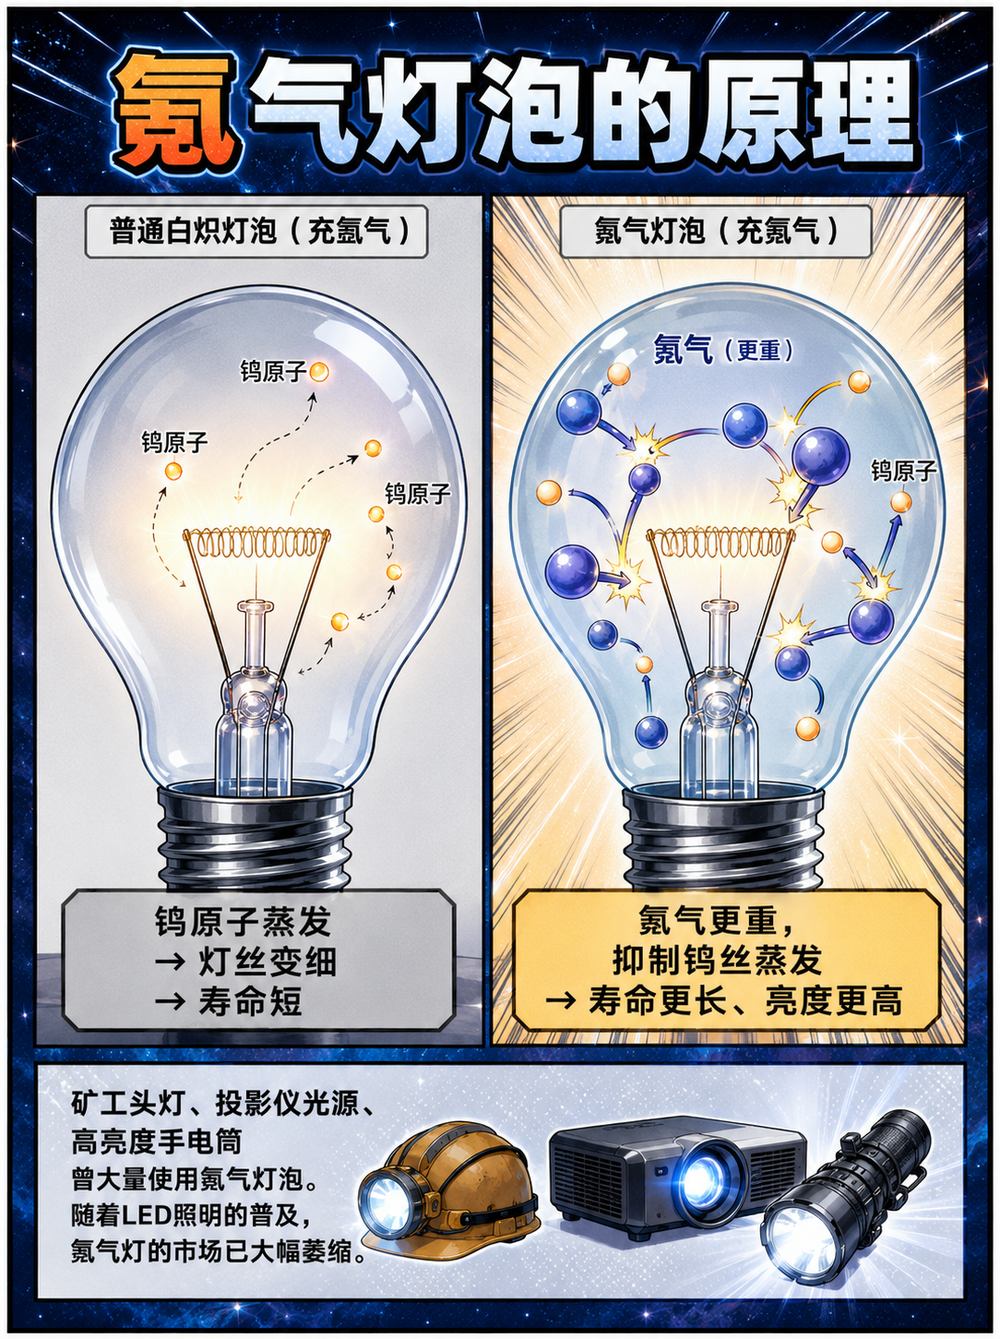 氪气灯泡的原理
普通白炽灯泡（充氩气）
钨原子
钨原子
钨原子
氪气灯泡（充氪气）
氪气（更重）
钨原子
钨原子蒸发
→ 灯丝变细
→ 寿命短
氪气更重，
抑制钨丝蒸发
→ 寿命更长、亮度更高
矿工头灯、投影仪光源、
高亮度手电筒
曾大量使用氪气灯泡。
随着LED照明的普及，
氪气灯的市场已大幅萎缩。